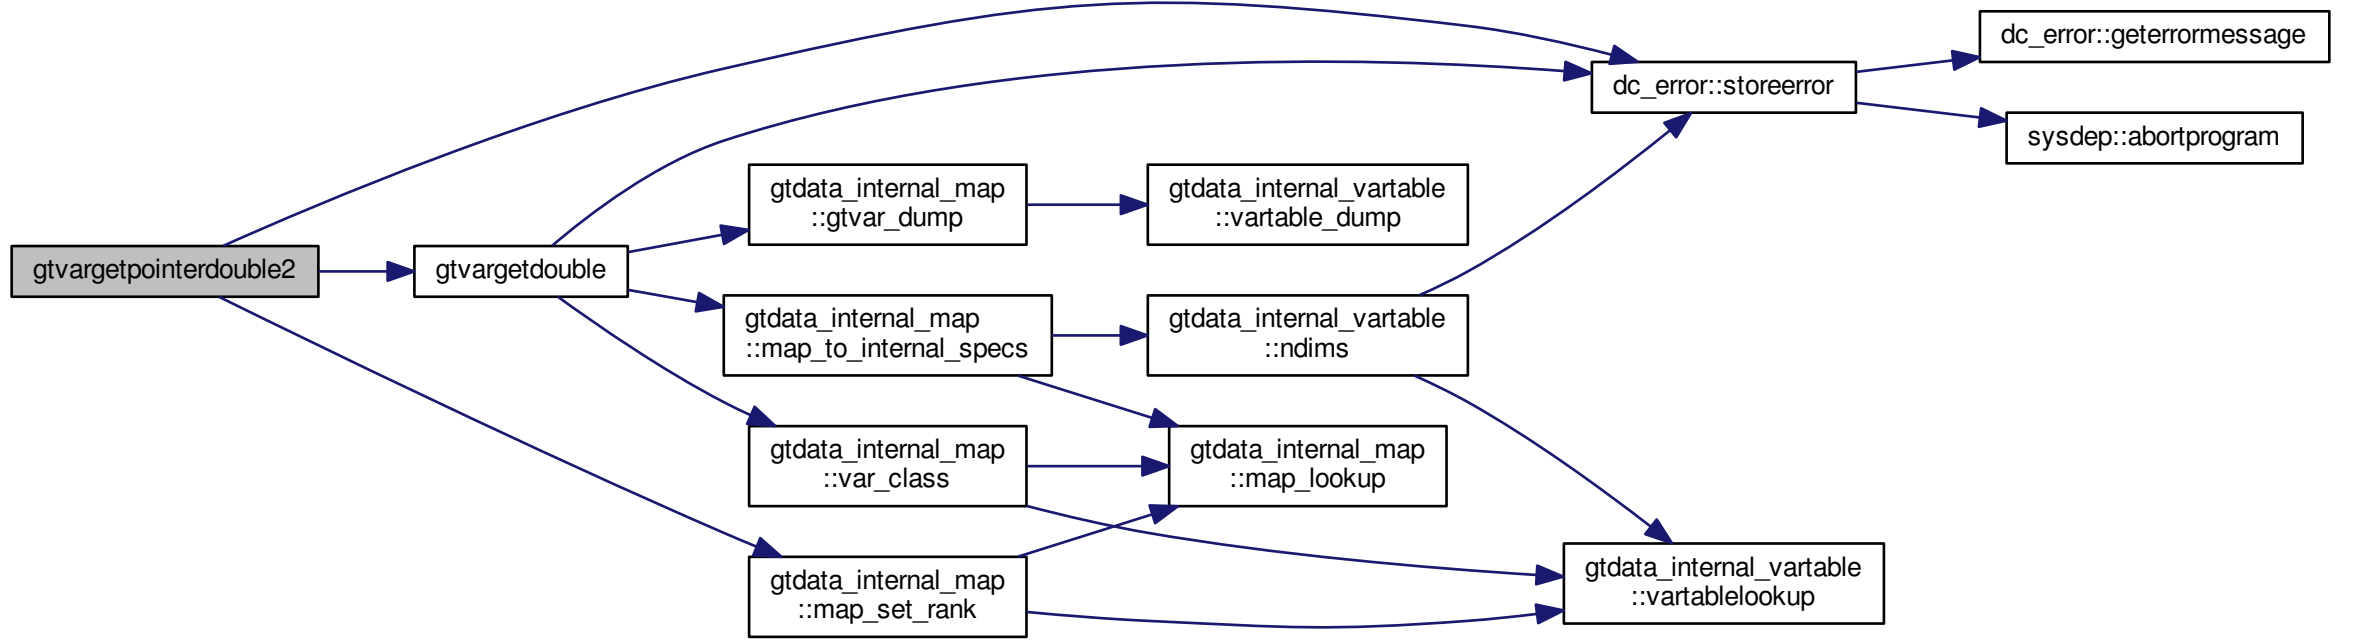 gtvargetpointerdouble2
gtvargetdouble
dc_error::storeerror
dc_error::geterrormessage
sysdep::abortprogram
gtdata_internal_map
::gtvar_dump
gtdata_internal_vartable
::vartable_dump
gtdata_internal_map
::map_to_internal_specs
gtdata_internal_vartable
::ndims
gtdata_internal_map
::var_class
gtdata_internal_map
::map_lookup
gtdata_internal_map
::map_set_rank
gtdata_internal_vartable
::vartablelookup